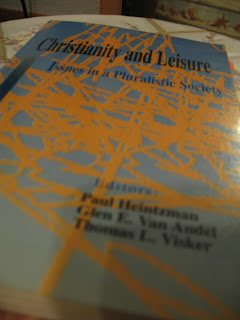 Christianity and Leisure
Issues in a Pluralistic Society
Editors:
Paul Heintzman
Glen E. Van Andel
Thomas L. Visker